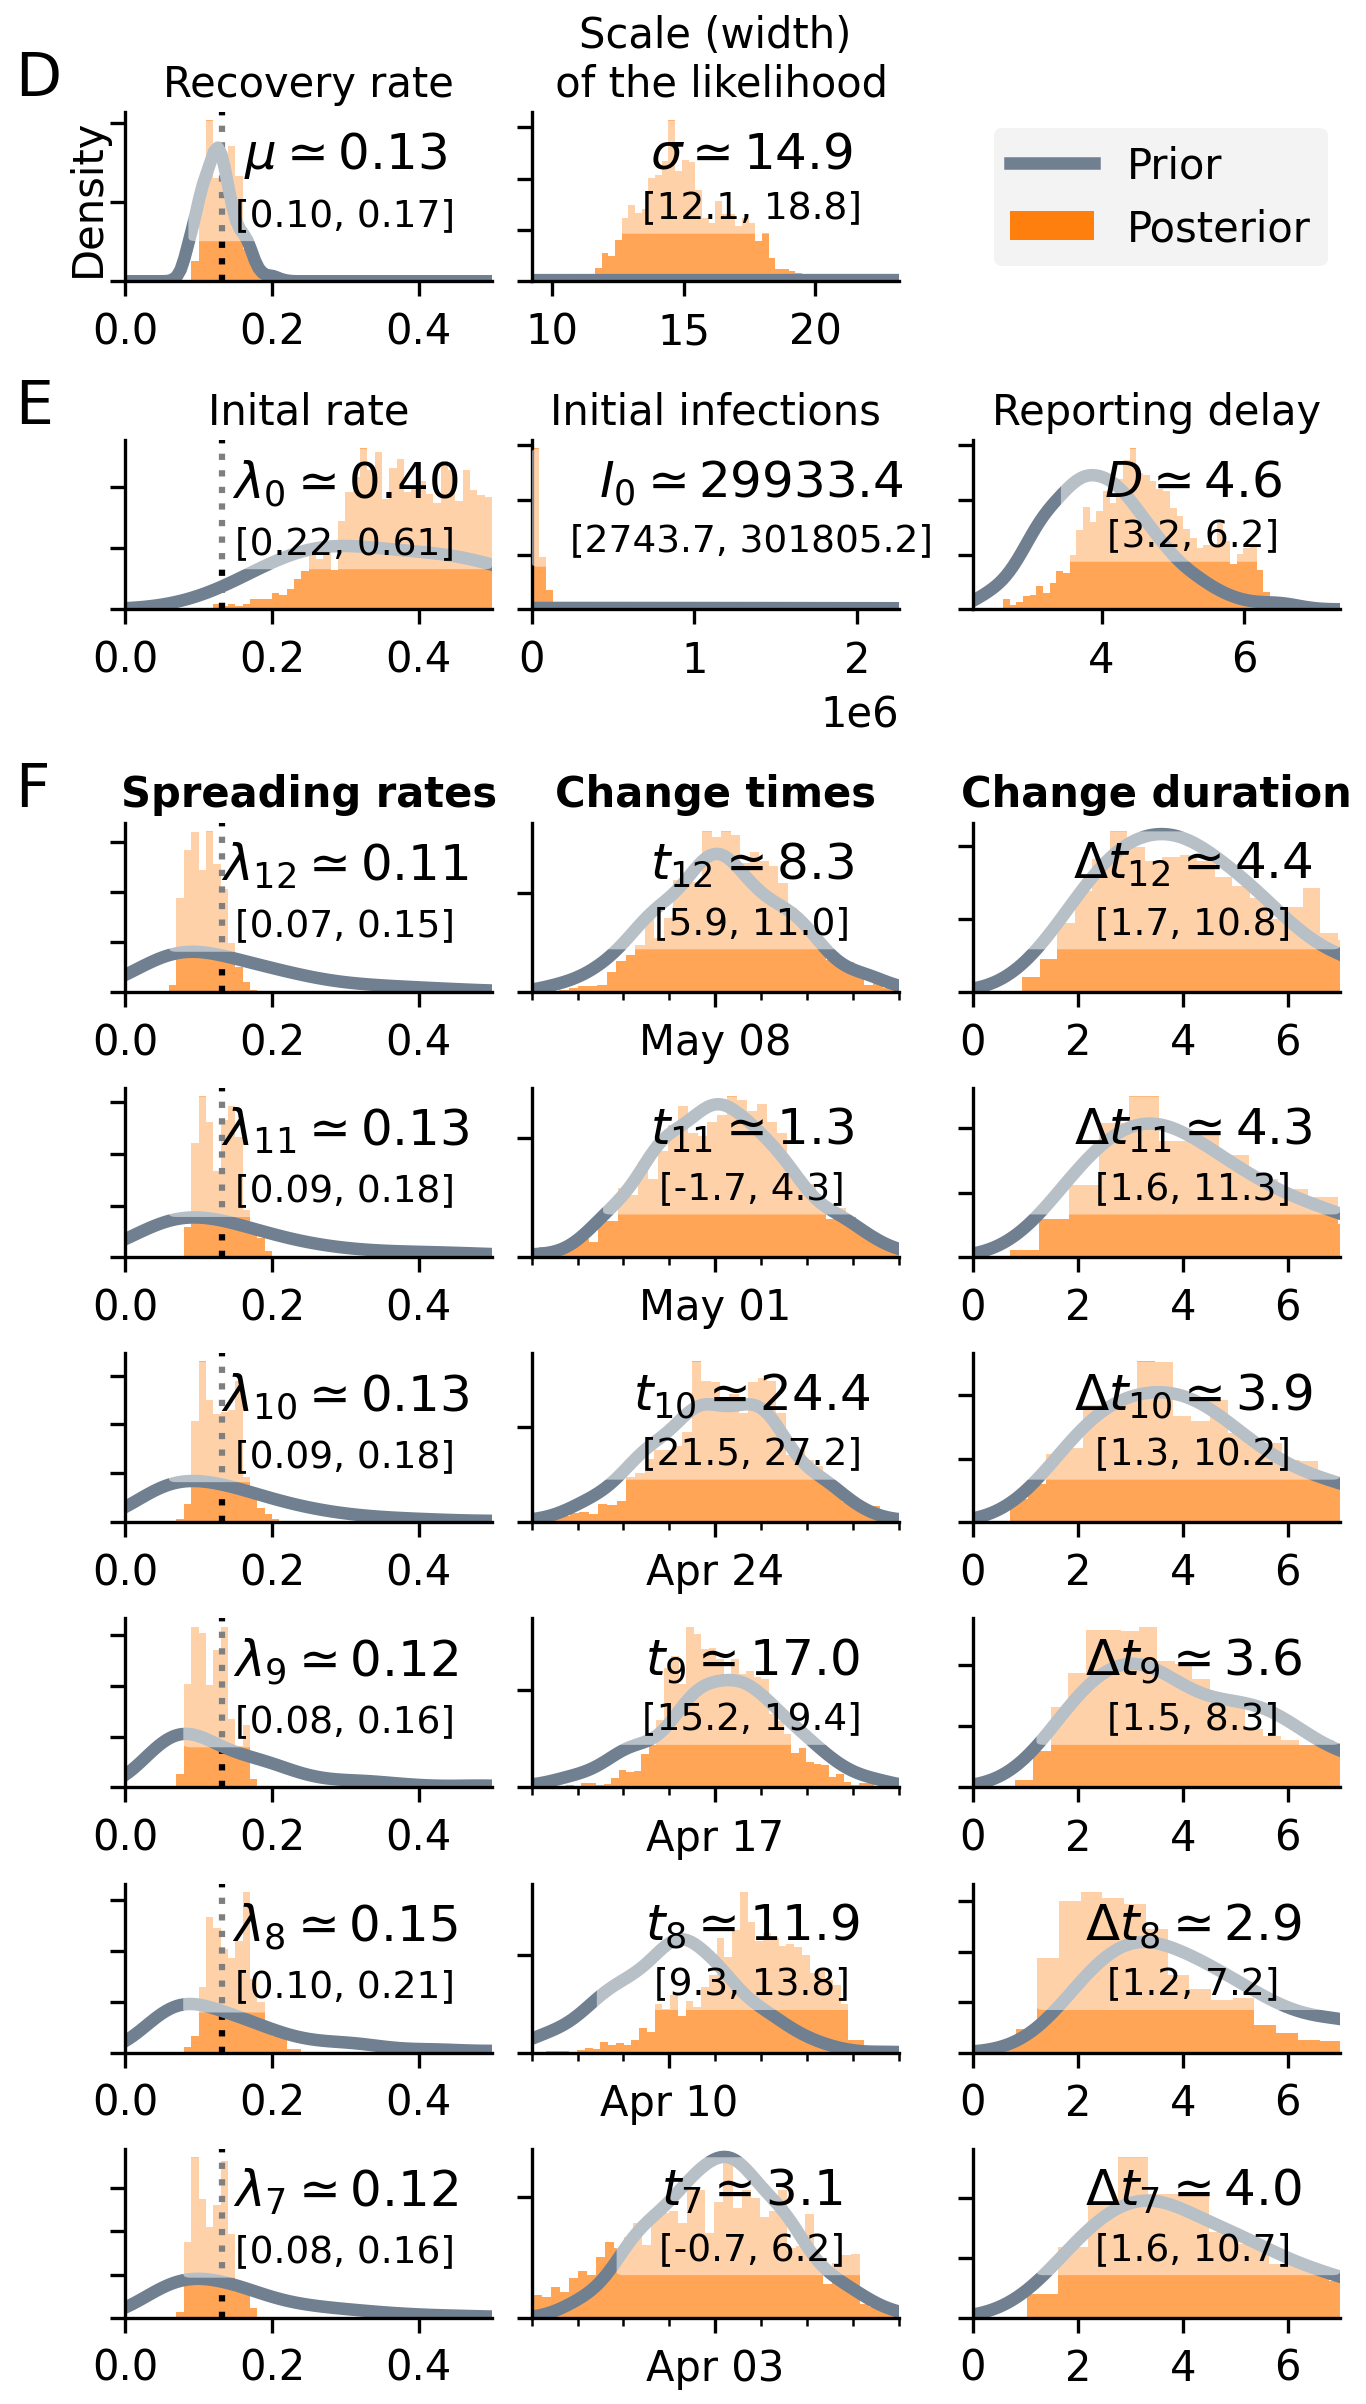 D
Recovery rate
Scale (width)
of the likelihood
Density
μ ≃ 0.13
[0.10, 0.17]
0.0 0.2 0.4
σ ≃ 14.9
[12.1, 18.8]
10 15 20
Prior
Posterior
E
Inital rate
λ₀ ≃ 0.40
[0.22, 0.61]
0.0 0.2 0.4
Initial infections
I₀ ≃ 29933.4
[2743.7, 301805.2]
0 1 2
1e6
Reporting delay
D ≃ 4.6
[3.2, 6.2]
4 6
F
Spreading rates
Change times
Change duration
λ₁₂ ≃ 0.11
[0.07, 0.15]
0.0 0.2 0.4
t₁₂ ≃ 8.3
[5.9, 11.0]
May 08
Δt₁₂ ≃ 4.4
[1.7, 10.8]
0 2 4 6
λ₁₁ ≃ 0.13
[0.09, 0.18]
0.0 0.2 0.4
t₁₁ ≃ 1.3
[-1.7, 4.3]
May 01
Δt₁₁ ≃ 4.3
[1.6, 11.3]
0 2 4 6
λ₁₀ ≃ 0.13
[0.09, 0.18]
0.0 0.2 0.4
t₁₀ ≃ 24.4
[21.5, 27.2]
Apr 24
Δt₁₀ ≃ 3.9
[1.3, 10.2]
0 2 4 6
λ₉ ≃ 0.12
[0.08, 0.16]
0.0 0.2 0.4
t₉ ≃ 17.0
[15.2, 19.4]
Apr 17
Δt₉ ≃ 3.6
[1.5, 8.3]
0 2 4 6
λ₈ ≃ 0.15
[0.10, 0.21]
0.0 0.2 0.4
t₈ ≃ 11.9
[9.3, 13.8]
Apr 10
Δt₈ ≃ 2.9
[1.2, 7.2]
0 2 4 6
λ₇ ≃ 0.12
[0.08, 0.16]
0.0 0.2 0.4
t₇ ≃ 3.1
[-0.7, 6.2]
Apr 03
Δt₇ ≃ 4.0
[1.6, 10.7]
0 2 4 6